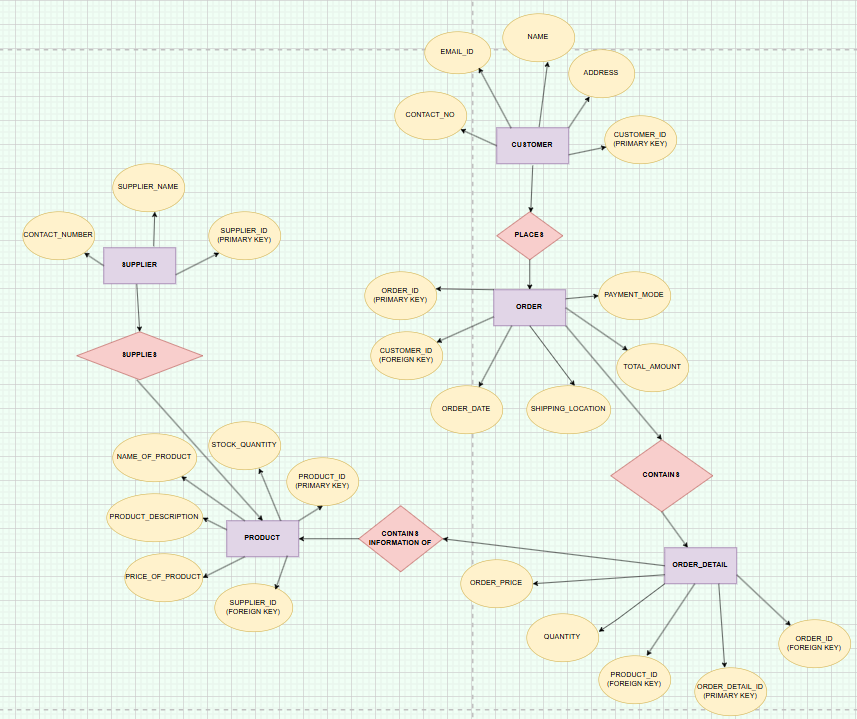 NAME
EMAIL_ID
ADDRESS
CONTACT_NO
CUSTOMER_ID
(PRIMARY KEY)
CUSTOMER
SUPPLIER_NAME
CONTACT_NUMBER
SUPPLIER_ID
(PRIMARY KEY)
SUPPLIER
PLACES
ORDER_ID
(PRIMARY KEY)
PAYMENT_MODE
ORDER
CUSTOMER_ID
(FOREIGN KEY)
SUPPLIES
TOTAL_AMOUNT
ORDER_DATE
SHIPPING_LOCATION
STOCK_QUANTITY
NAME_OF_PRODUCT
PRODUCT_ID
(PRIMARY KEY)
CONTAINS
PRODUCT_DESCRIPTION
PRODUCT
CONTAINS
INFORMATION OF
ORDER_DETAIL
PRICE_OF_PRODUCT
ORDER_PRICE
SUPPLIER_ID
(FOREIGN KEY)
QUANTITY
ORDER_ID
(FOREIGN KEY)
PRODUCT_ID
(FOREIGN KEY)
ORDER_DETAIL_ID
(PRIMARY KEY)